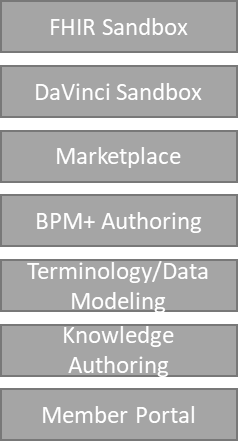 FHIR Sandbox
DaVinci Sandbox
Marketplace
BPM+ Authoring
Terminology/Data
Modeling
Knowledge
Authoring
Member Portal